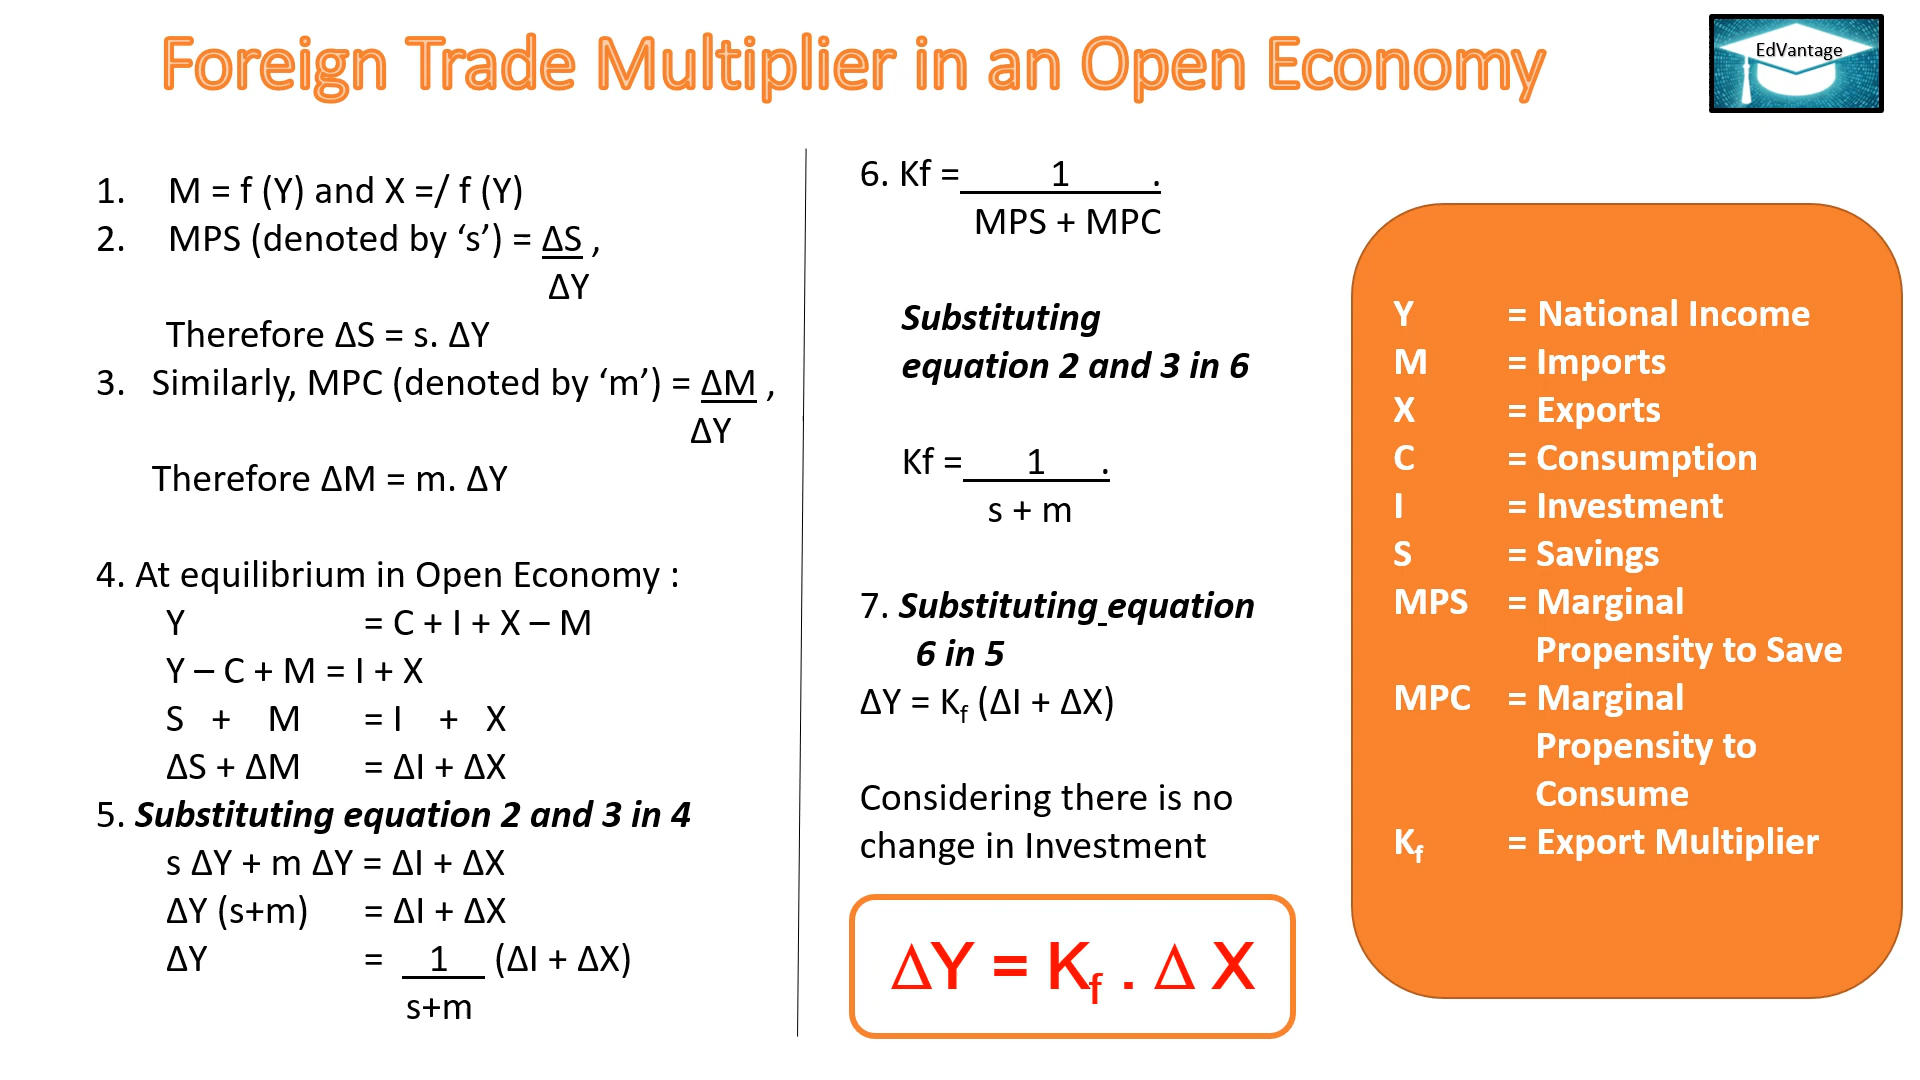 Foreign Trade Multiplier in an Open Economy
EdVantage
1. M = f (Y) and X =/ f (Y)
2. MPS (denoted by ‘s’) = ΔS ,
ΔY
Therefore ΔS = s. ΔY
3. Similarly, MPC (denoted by ‘m’) = ΔM ,
ΔY
Therefore ΔM = m. ΔY
4. At equilibrium in Open Economy :
Y = C + I + X – M
Y – C + M = I + X
S + M = I + X
ΔS + ΔM = ΔI + ΔX
5. Substituting equation 2 and 3 in 4
s ΔY + m ΔY = ΔI + ΔX
ΔY (s+m) = ΔI + ΔX
ΔY = 1 (ΔI + ΔX)
s+m
6. Kf = 1 .
MPS + MPC
Substituting
equation 2 and 3 in 6
Kf = 1 .
s + m
7. Substituting equation
6 in 5
ΔY = Kf (ΔI + ΔX)
Considering there is no
change in Investment
ΔY = Kf . Δ X
Y = National Income
M = Imports
X = Exports
C = Consumption
I = Investment
S = Savings
MPS = Marginal
Propensity to Save
MPC = Marginal
Propensity to
Consume
Kf = Export Multiplier